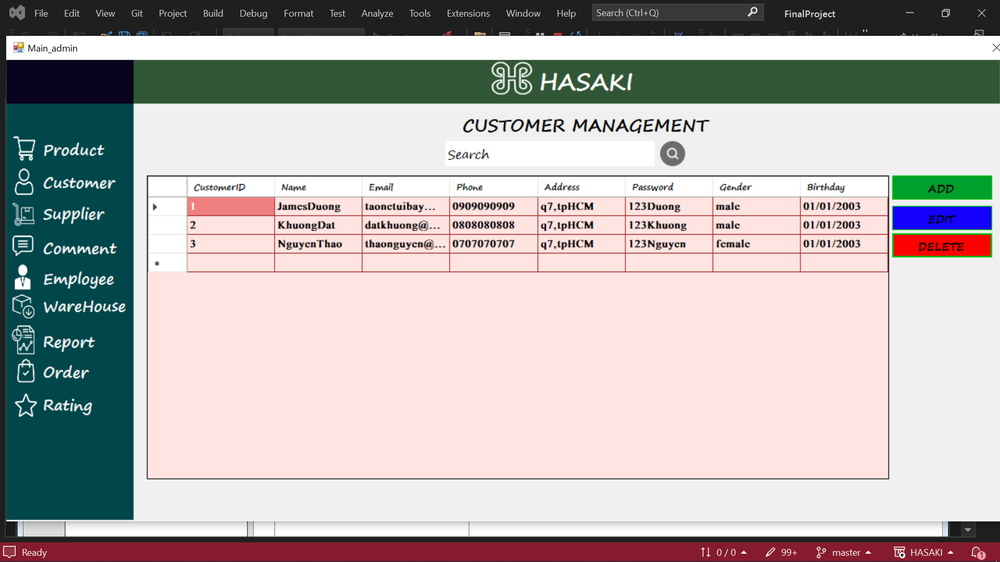 File Edit View Git Project Build Debug Format Test Analyze Tools Extensions Window Help Search (Ctrl+Q) FinalProject
Main_admin
HASAKI
CUSTOMER MANAGEMENT
Search
Product
Customer
Supplier
Comment
Employee
WareHouse
Report
Order
Rating
CustomerID Name Email Phone Address Password Gender Birthday
1 JamesDuong taonetuibay... 0909090909 q7,tpHCM 123Duong male 01/01/2003
2 KhuongDat datkhuong@... 0808080808 q7,tpHCM 123Khuong male 01/01/2003
3 NguyenThao thaonguyen@... 0707070707 q7,tpHCM 123Nguyen female 01/01/2003
ADD
EDIT
DELETE
Ready 0 / 0 99+ master HASAKI 1